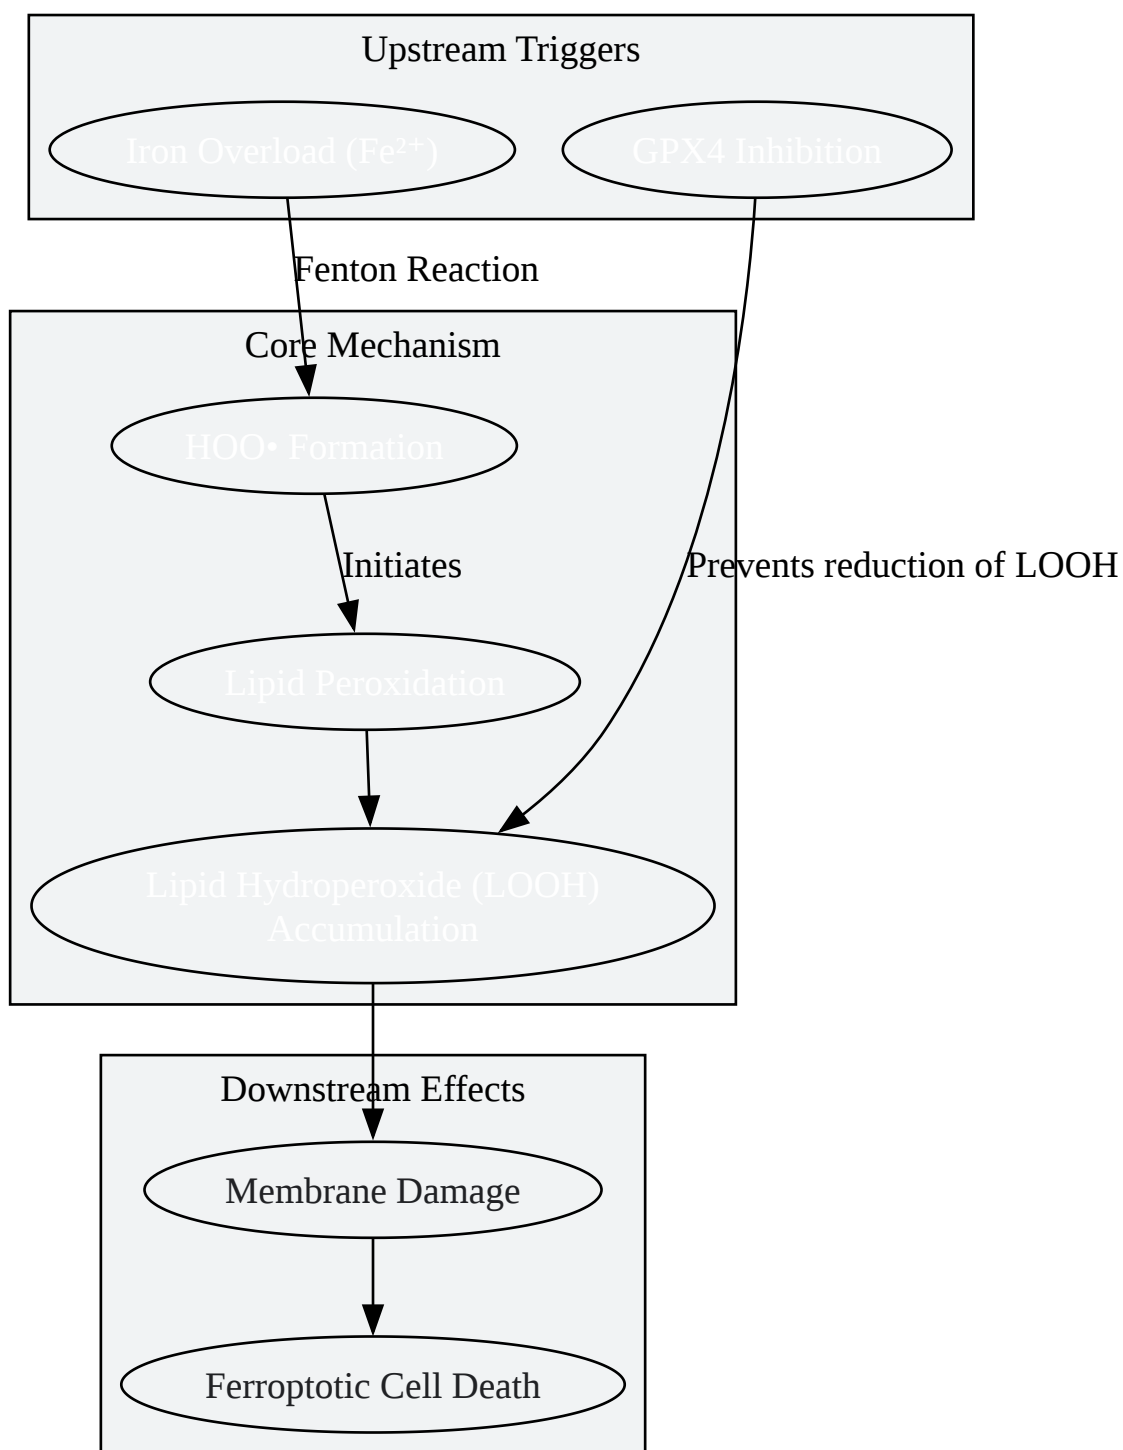 Upstream Triggers
Iron Overload (Fe²⁺)
GPX4 Inhibition
Fenton Reaction
Core Mechanism
HOO• Formation
Initiates
Prevents reduction of LOOH
Lipid Peroxidation
Lipid Hydroperoxide (LOOH)
Accumulation
Downstream Effects
Membrane Damage
Ferroptotic Cell Death